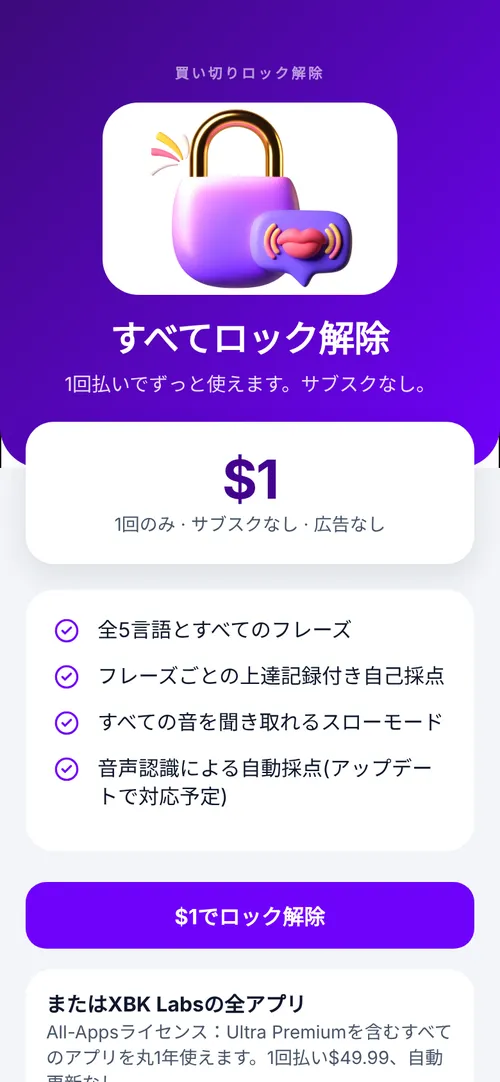 買い切りロック解除
すべてロック解除
1回払いでずっと使えます。サブスクなし。
$1
1回のみ · サブスクなし · 広告なし
全5言語とすべてのフレーズ
フレーズごとの上達記録付き自己採点
すべての音を聞き取れるスローモード
音声認識による自動採点(アップデー
トで対応予定)
$1でロック解除
またはXBK Labsの全アプリ
All-Appsライセンス：Ultra Premiumを含むすべて
のアプリを丸1年使えます。1回払い$49.99、自動
更新なし